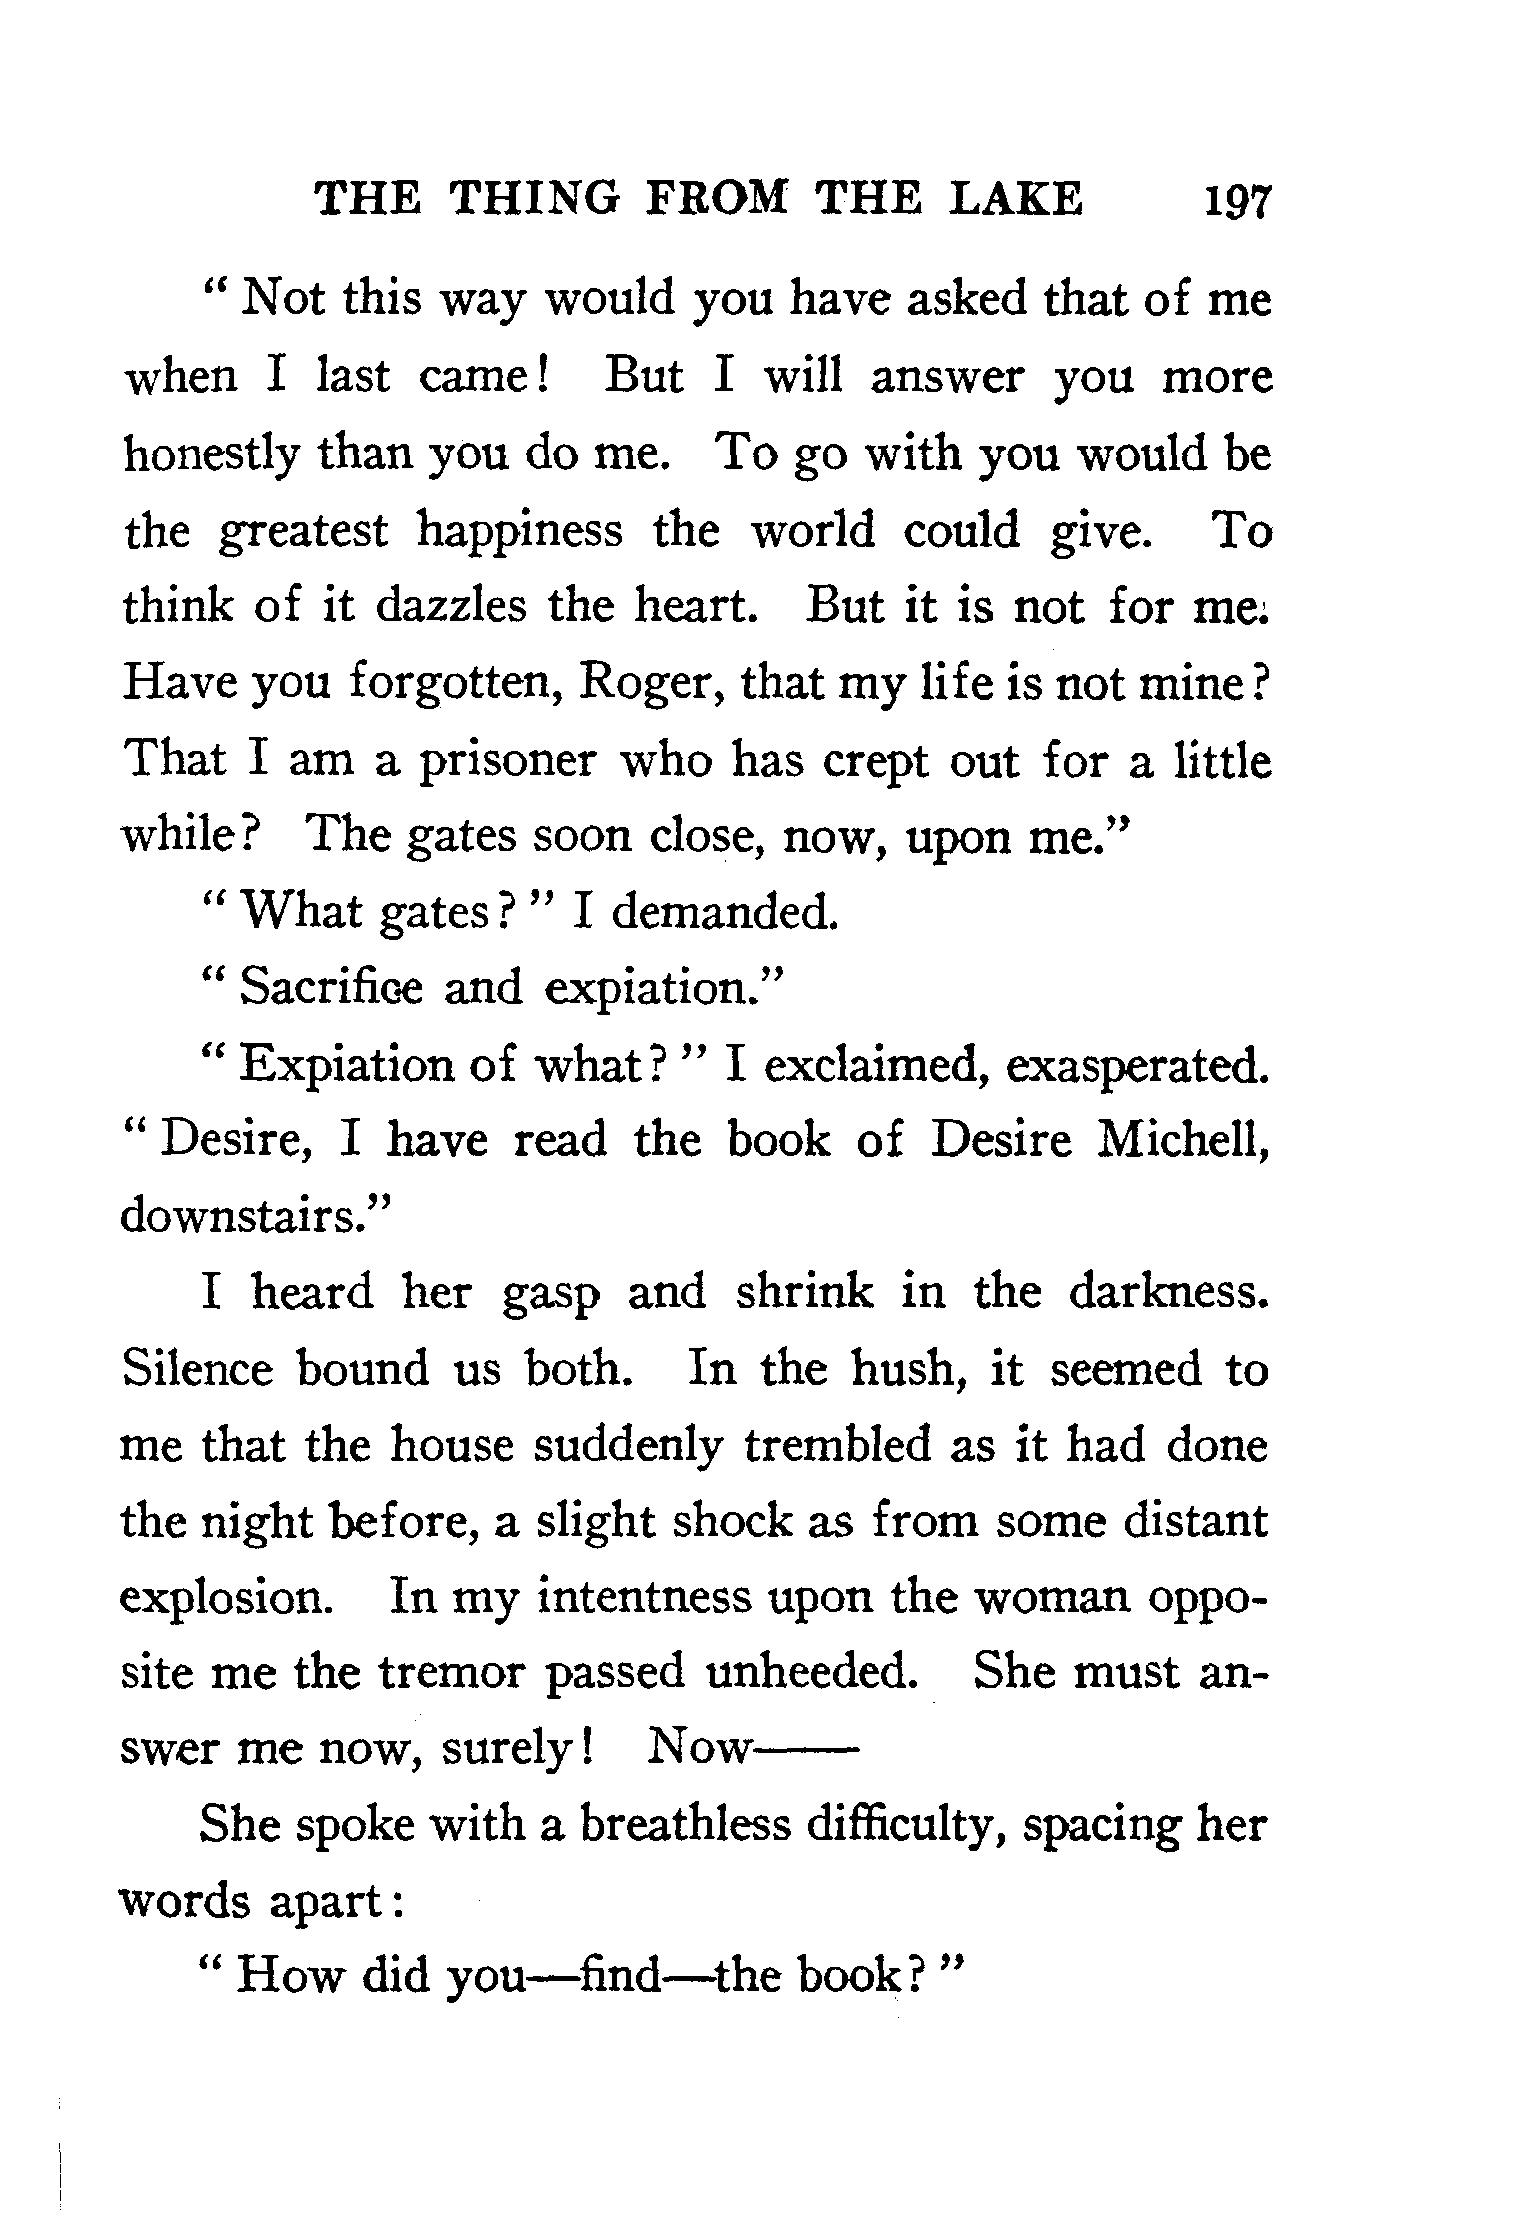 THE THING FROM THE LAKE 197
“ Not this way would you have asked that of me
when I last came! But I will answer you more
honestly than you do me. To go with you would be
the greatest happiness the world could give. To
think of it dazzles the heart. But it is not for me.
Have you forgotten, Roger, that my life is not mine?
That I am a prisoner who has crept out for a little
while? The gates soon close, now, upon me.”
“ What gates? ” I demanded.
“ Sacrifice and expiation.”
“ Expiation of what? ” I exclaimed, exasperated.
“ Desire, I have read the book of Desire Michell,
downstairs.”
I heard her gasp and shrink in the darkness.
Silence bound us both. In the hush, it seemed to
me that the house suddenly trembled as it had done
the night before, a slight shock as from some distant
explosion. In my intentness upon the woman oppo-
site me the tremor passed unheeded. She must an-
swer me now, surely! Now——
She spoke with a breathless difficulty, spacing her
words apart:
“ How did you—find—the book? ”